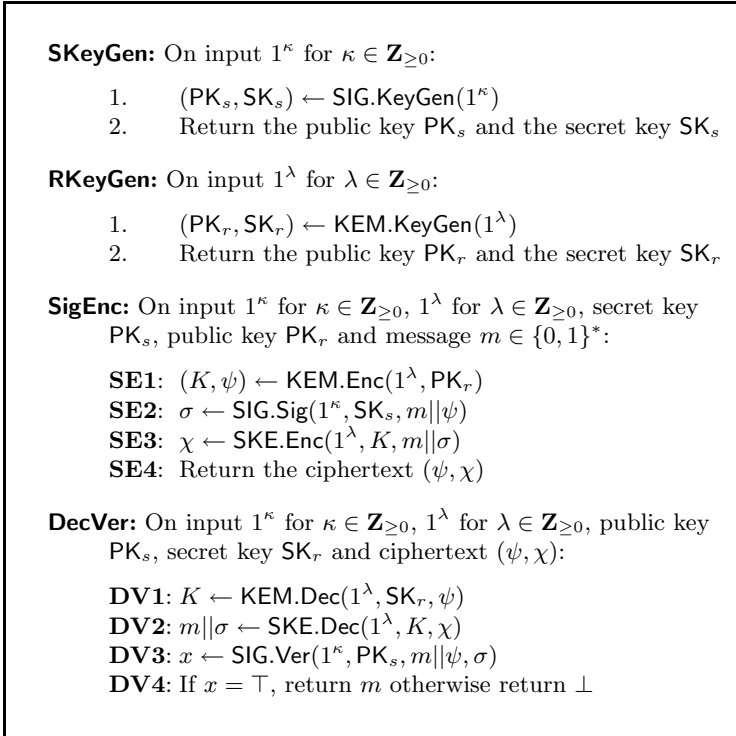 SKeyGen: On input 1^κ for κ ∈ Z≥0:
1. (PK_s, SK_s) ← SIG.KeyGen(1^κ)
2. Return the public key PK_s and the secret key SK_s
RKeyGen: On input 1^λ for λ ∈ Z≥0:
1. (PK_r, SK_r) ← KEM.KeyGen(1^λ)
2. Return the public key PK_r and the secret key SK_r
SigEnc: On input 1^κ for κ ∈ Z≥0, 1^λ for λ ∈ Z≥0, secret key
PK_s, public key PK_r and message m ∈ {0, 1}*:
SE1: (K, ψ) ← KEM.Enc(1^λ, PK_r)
SE2: σ ← SIG.Sig(1^κ, SK_s, m||ψ)
SE3: χ ← SKE.Enc(1^λ, K, m||σ)
SE4: Return the ciphertext (ψ, χ)
DecVer: On input 1^κ for κ ∈ Z≥0, 1^λ for λ ∈ Z≥0, public key
PK_s, secret key SK_r and ciphertext (ψ, χ):
DV1: K ← KEM.Dec(1^λ, SK_r, ψ)
DV2: m||σ ← SKE.Dec(1^λ, K, χ)
DV3: x ← SIG.Ver(1^κ, PK_s, m||ψ, σ)
DV4: If x = ⊤, return m otherwise return ⊥